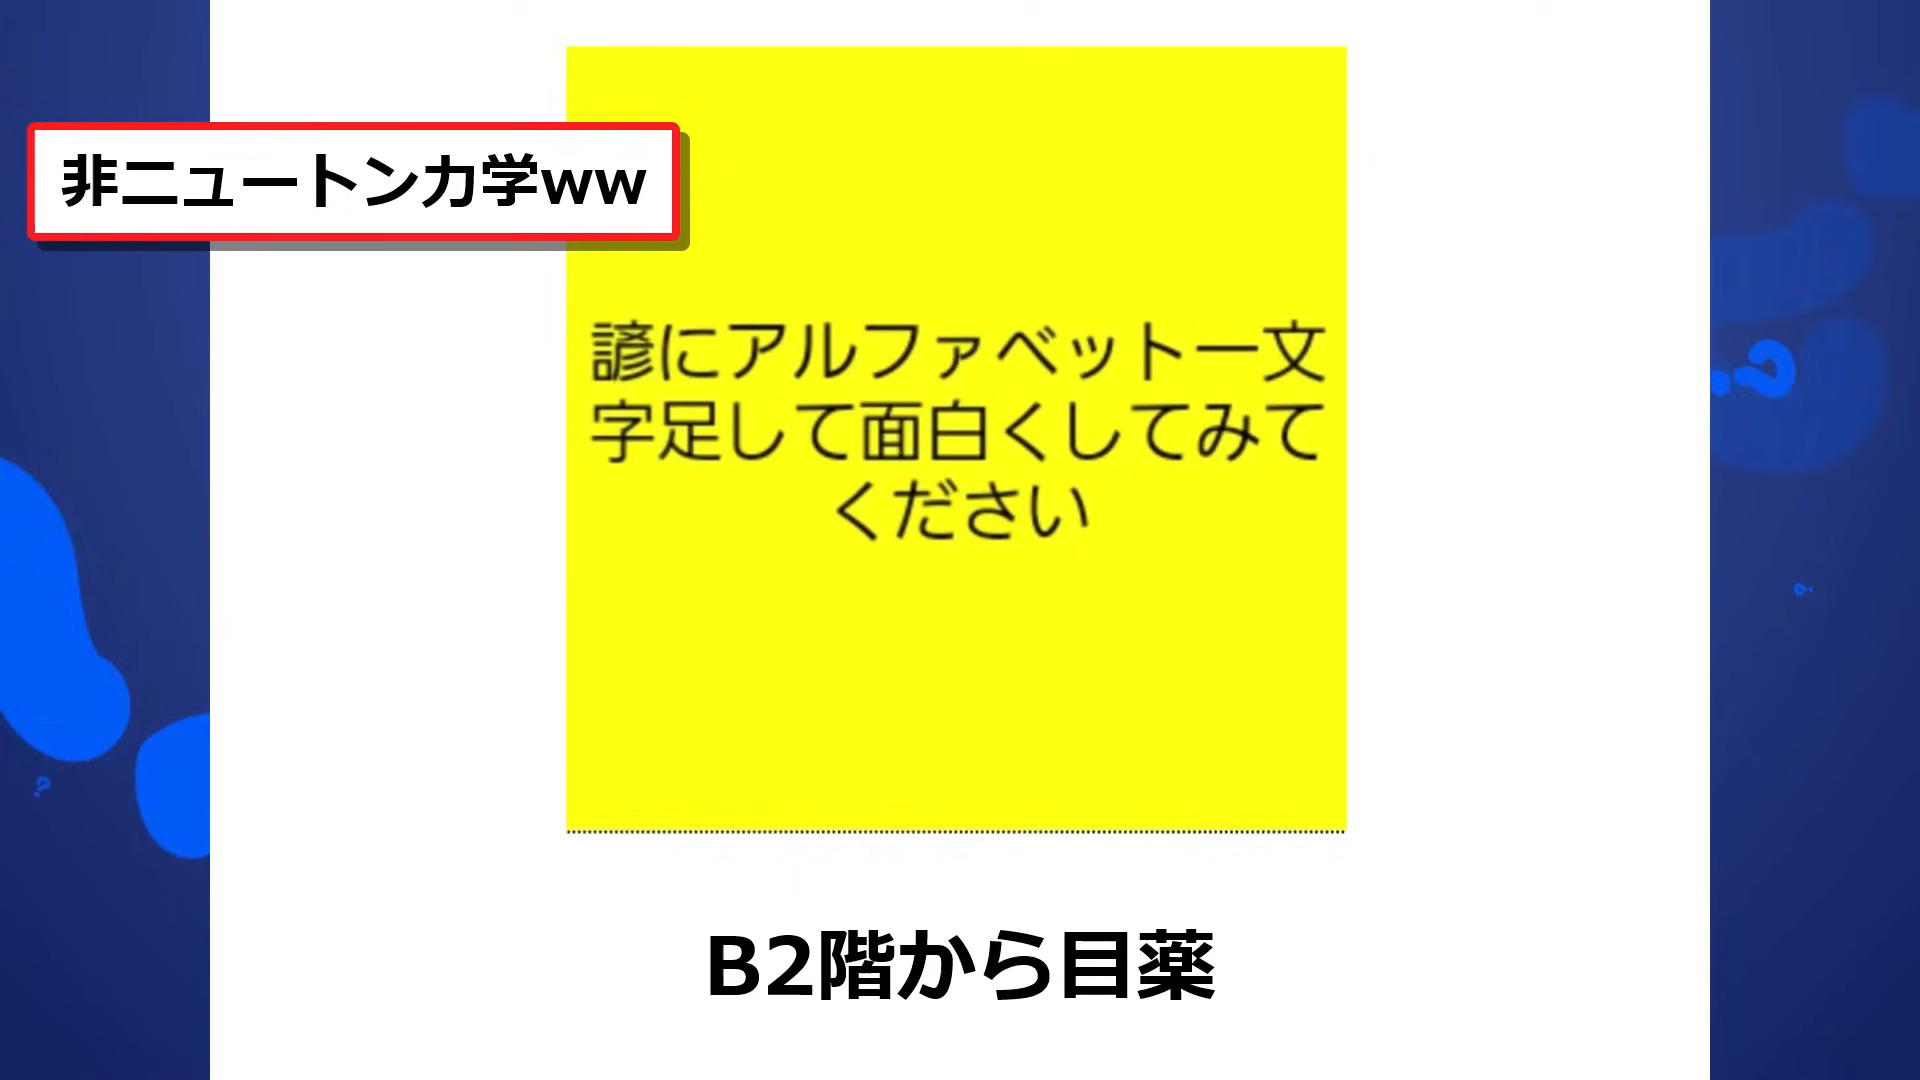 非ニュートン力学ww
諺にアルファベット一文
字足して面白くしてみて
ください
B2階から目薬